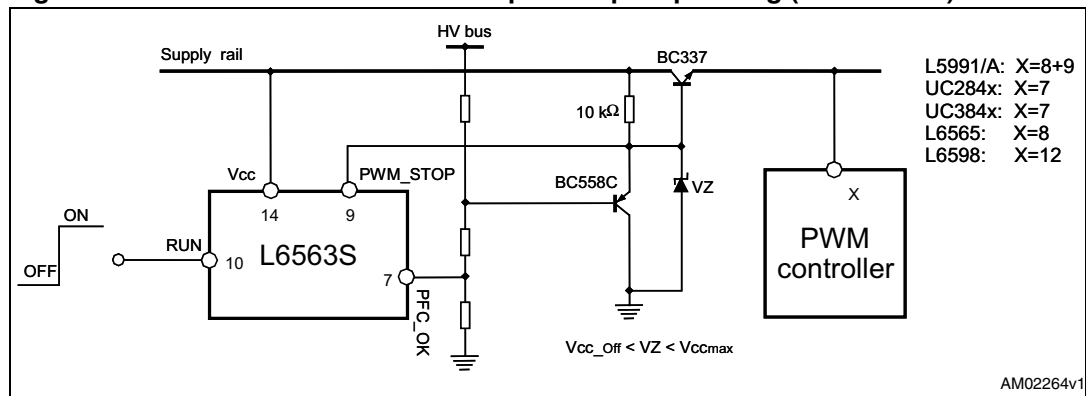 HV bus
Supply rail
BC337
L5991/A: X=8+9
UC284x: X=7
UC384x: X=7
L6565: X=8
L6598: X=12
10 kΩ
Vcc
PWM_STOP
BC558C
VZ
X
14
9
ON
OFF
RUN
10
L6563S
7
PFC_OK
PWM
controller
Vcc_Off < VZ < Vccmax
AM02264v1